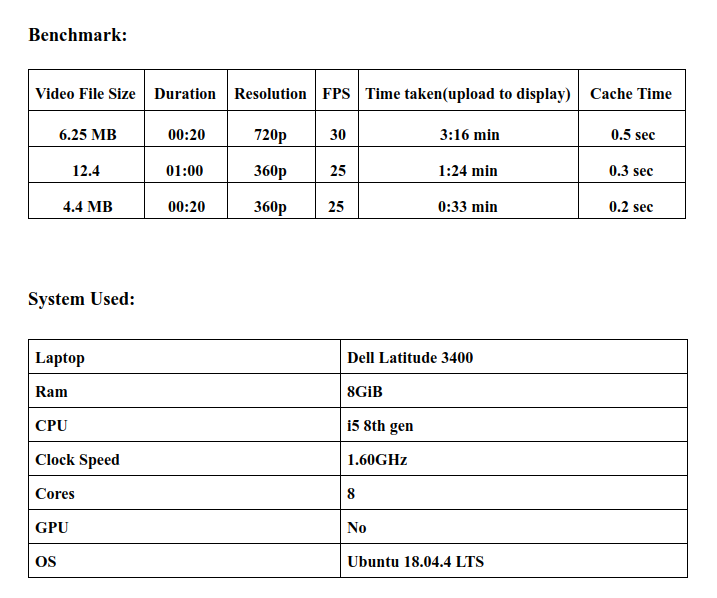 Benchmark:
Video File Size Duration Resolution FPS Time taken(upload to display) Cache Time
6.25 MB 00:20 720p 30 3:16 min 0.5 sec
12.4 01:00 360p 25 1:24 min 0.3 sec
4.4 MB 00:20 360p 25 0:33 min 0.2 sec
System Used:
Laptop Dell Latitude 3400
Ram 8GiB
CPU i5 8th gen
Clock Speed 1.60GHz
Cores 8
GPU No
OS Ubuntu 18.04.4 LTS